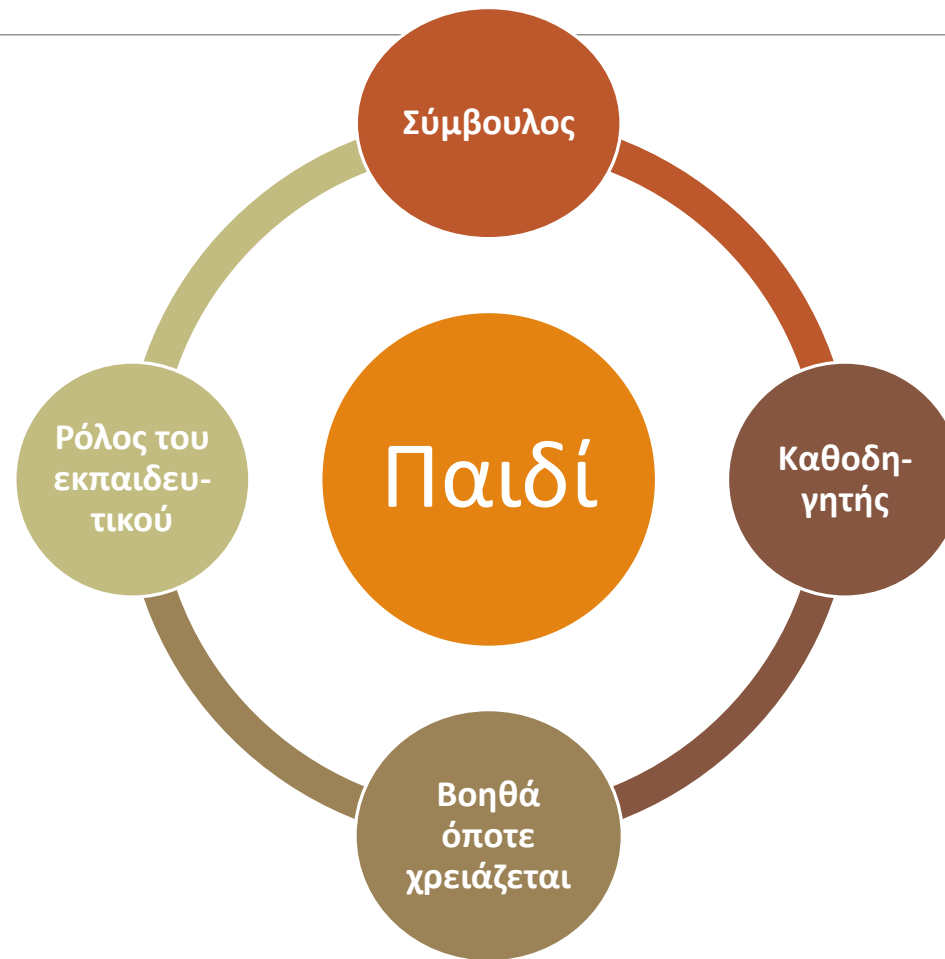 Σύμβουλος
Ρόλος του
εκπαιδευ-
τικού
Παιδί
Καθοδη-
γητής
Βοηθά
όποτε
χρειάζεται